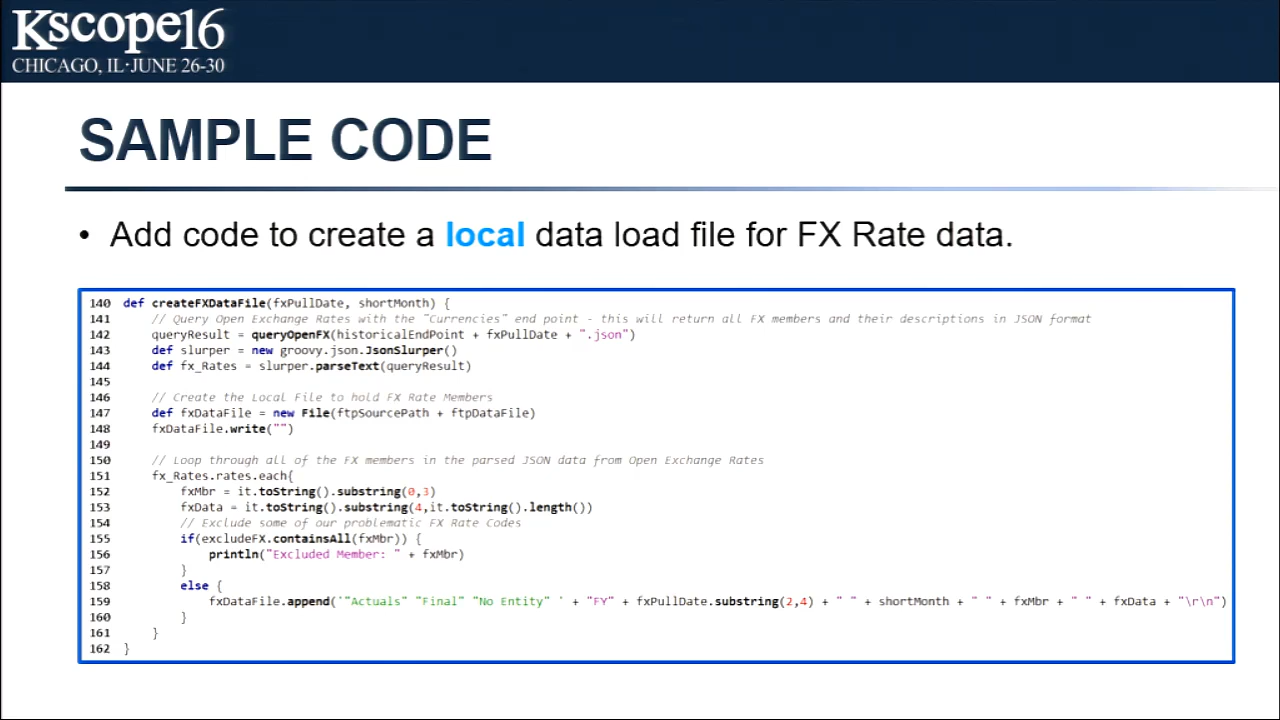 Kscope16
CHICAGO, IL·JUNE 26-30
SAMPLE CODE
• Add code to create a local data load file for FX Rate data.
140 def createFXDataFile(fxPullDate, shortMonth) {
141 // Query Open Exchange Rates with the "Currencies" end point - this will return all FX members and their descriptions in JSON format
142 queryResult = queryOpenFX(historicalEndPoint + fxPullDate + ".json")
143 def slurper = new groovy.json.JsonSlurper()
144 def fx_Rates = slurper.parseText(queryResult)
145
146 // Create the Local File to hold FX Rate Members
147 def fxDataFile = new File(ftpSourcePath + ftpDataFile)
148 fxDataFile.write("")
149
150 // Loop through all of the FX members in the parsed JSON data from Open Exchange Rates
151 fx_Rates.rates.each{
152 fxMbr = it.toString().substring(0,3)
153 fxData = it.toString().substring(4,it.toString().length())
154 // Exclude some of our problematic FX Rate Codes
155 if(excludeFX.containsAll(fxMbr)) {
156 println("Excluded Member: " + fxMbr)
157 }
158 else {
159 fxDataFile.append('"Actuals" "Final" "No Entity" ' + "FY" + fxPullDate.substring(2,4) + " " + shortMonth + " " + fxMbr + " " + fxData + "\r\n")
160 }
161 }
162 }